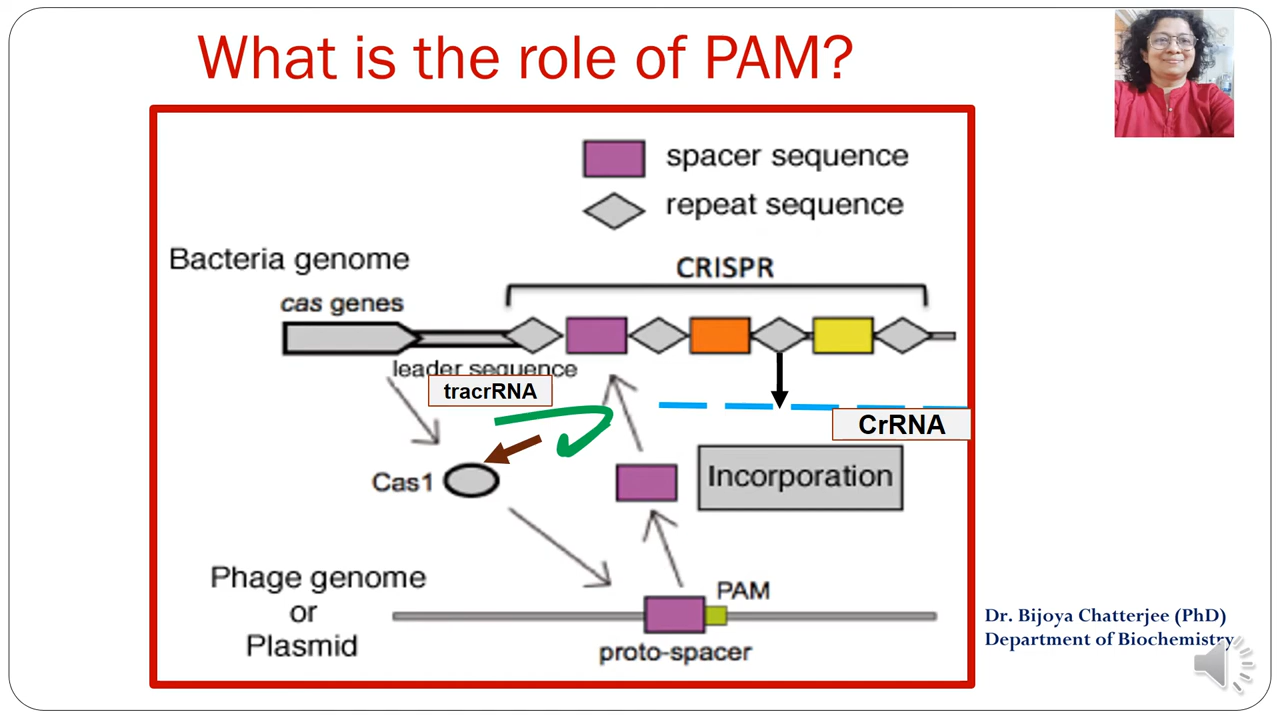 What is the role of PAM?
spacer sequence
repeat sequence
Bacteria genome
CRISPR
cas genes
leader sequence
tracrRNA
CrRNA
Cas1
Incorporation
Phage genome
or
Plasmid
PAM
proto-spacer
Dr. Bijoya Chatterjee (PhD)
Department of Biochemistry